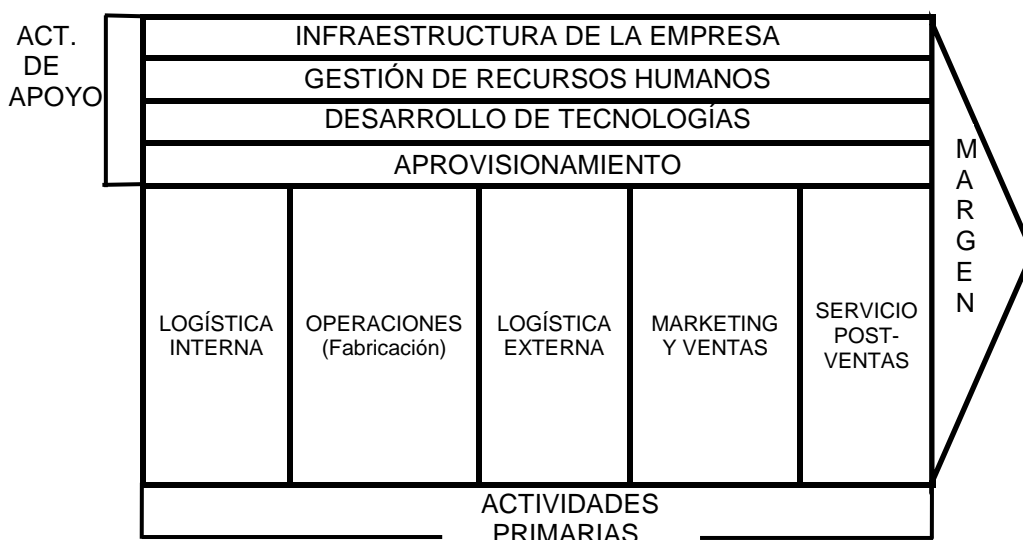 ACT.
DE
APOYO
INFRAESTRUCTURA DE LA EMPRESA
GESTIÓN DE RECURSOS HUMANOS
DESARROLLO DE TECNOLOGÍAS
APROVISIONAMIENTO
LOGÍSTICA
INTERNA
OPERACIONES
(Fabricación)
LOGÍSTICA
EXTERNA
MARKETING
Y VENTAS
SERVICIO
POST-
VENTAS
M
A
R
G
E
N
ACTIVIDADES
PRIMARIAS